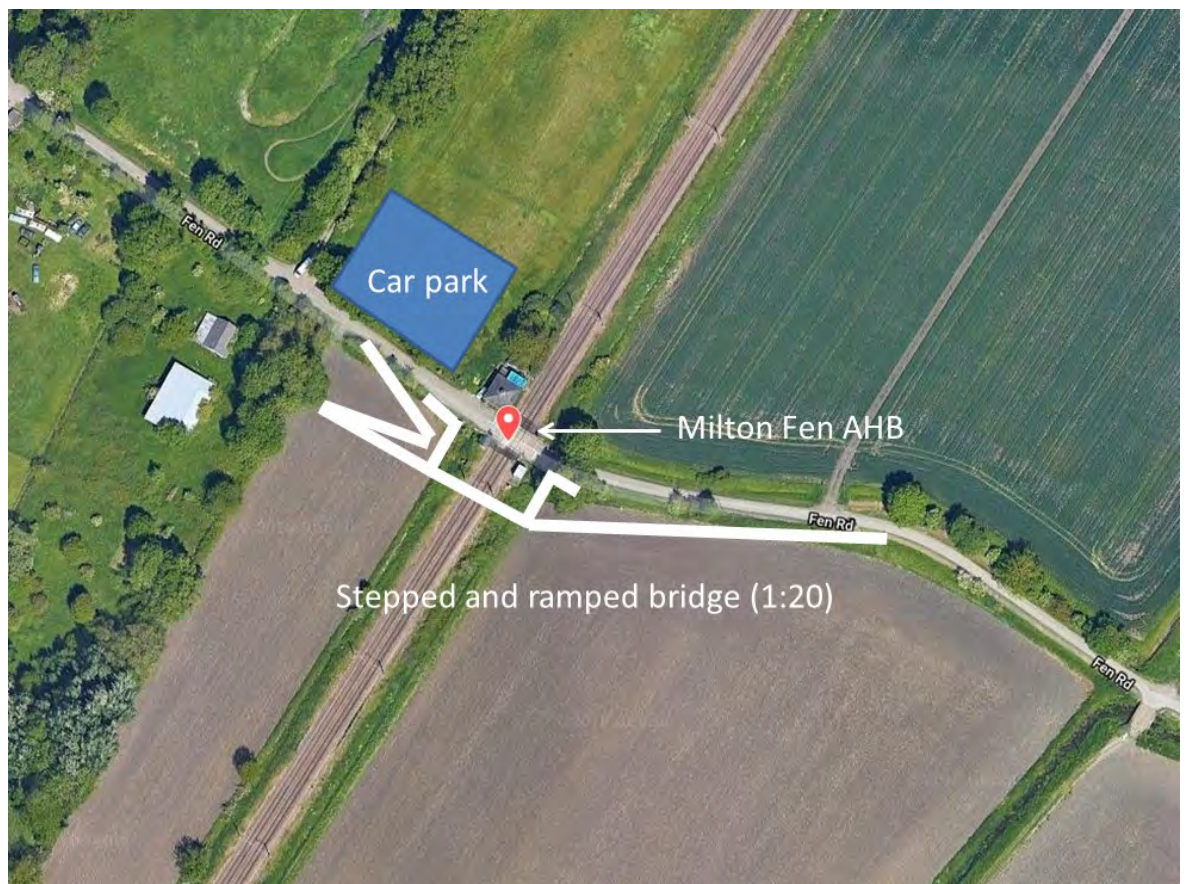 Fen Rd
Car park
Milton Fen AHB
Fen Rd
Stepped and ramped bridge (1:20)
Fen Rd